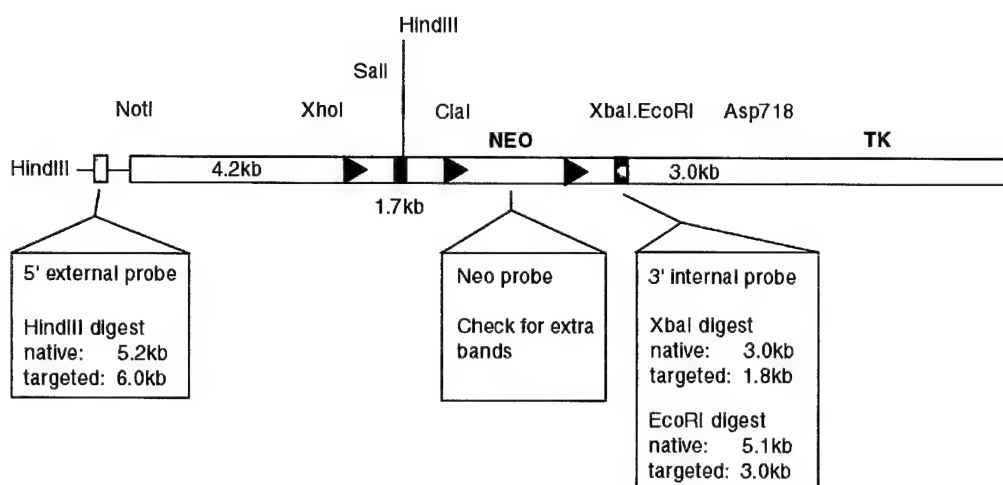 HindIII
SalI
NotI
XhoI
ClaI
XbaI.EcoRI
Asp718
NEO
TK
HindIII
4.2kb
3.0kb
1.7kb
5' external probe
HindIII digest
native: 5.2kb
targeted: 6.0kb
Neo probe
Check for extra
bands
3' internal probe
XbaI digest
native: 3.0kb
targeted: 1.8kb
EcoRI digest
native: 5.1kb
targeted: 3.0kb